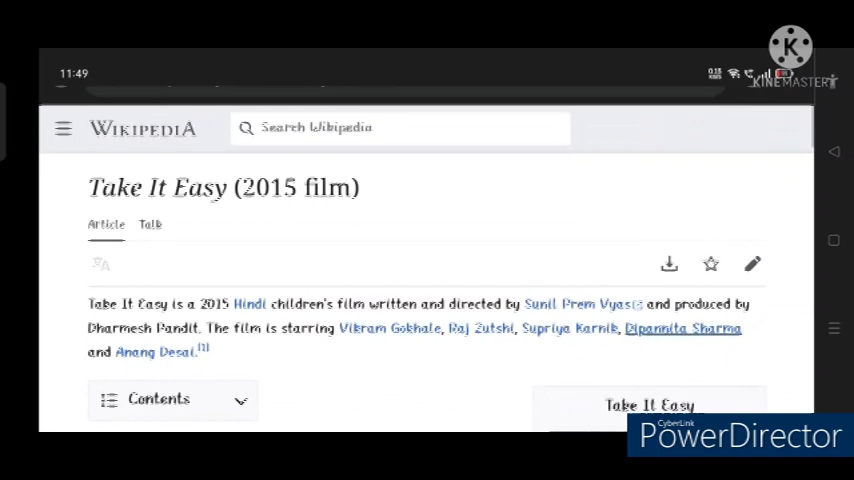 11:49
K
KINEMASTER
WIKIPEDIA
Search Wikipedia
Take It Easy (2015 film)
Article Talk
Take It Easy is a 2015 Hindi children's film written and directed by Sunil Prem Vyas and produced by
Dharmesh Pandit. The film is starring Vikram Gokhale, Raj Zutshi, Supriya Karnik, Dipannita Sharma
and Anang Desai.[1]
Contents
Take It Easy
CyberLink
PowerDirector